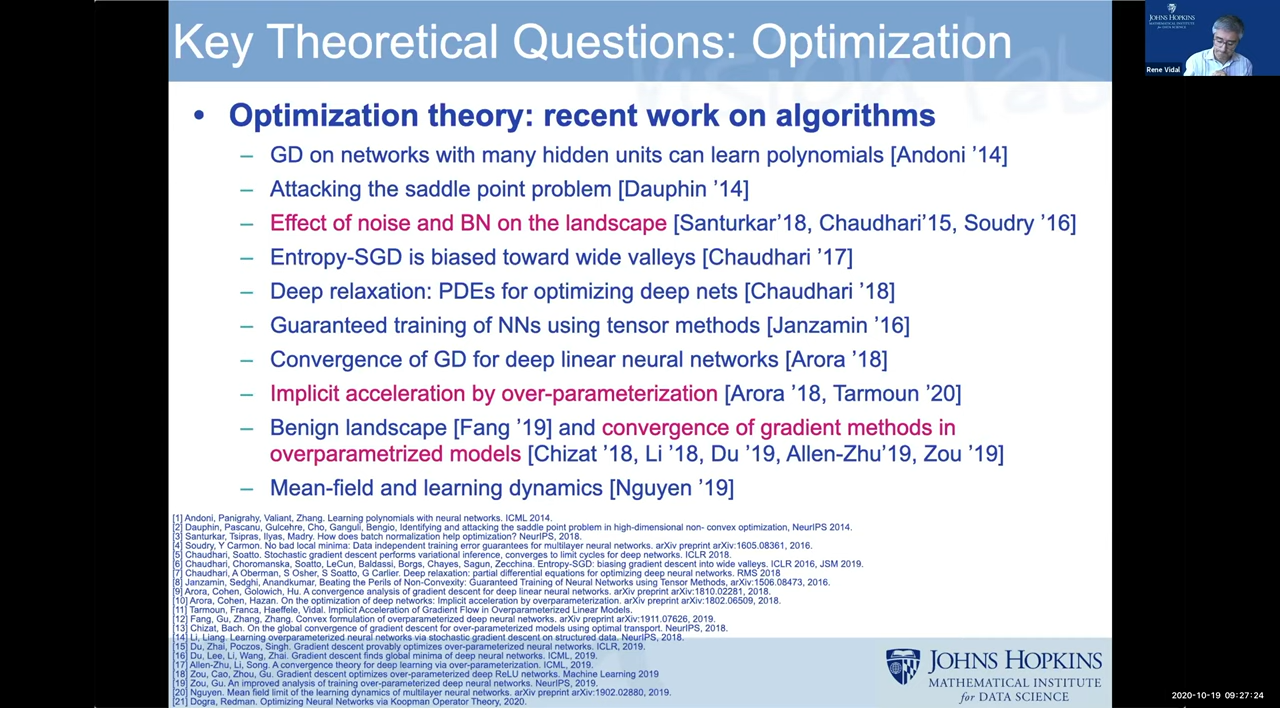 Key Theoretical Questions: Optimization
• Optimization theory: recent work on algorithms
– GD on networks with many hidden units can learn polynomials [Andoni ’14]
– Attacking the saddle point problem [Dauphin ’14]
– Effect of noise and BN on the landscape [Santurkar’18, Chaudhari’15, Soudry ’16]
– Entropy-SGD is biased toward wide valleys [Chaudhari ’17]
– Deep relaxation: PDEs for optimizing deep nets [Chaudhari ’18]
– Guaranteed training of NNs using tensor methods [Janzamin ’16]
– Convergence of GD for deep linear neural networks [Arora ’18]
– Implicit acceleration by over-parameterization [Arora ’18, Tarmoun ’20]
– Benign landscape [Fang ’19] and convergence of gradient methods in
overparametrized models [Chizat ’18, Li ’18, Du ’19, Allen-Zhu’19, Zou ’19]
– Mean-field and learning dynamics [Nguyen ’19]
[1] Andoni, Panigrahy, Valiant, Zhang. Learning polynomials with neural networks. ICML 2014.
[2] Dauphin, Pascanu, Gulcehre, Cho, Ganguli, Bengio, Identifying and attacking the saddle point problem in high-dimensional non- convex optimization, NeurIPS 2014.
[3] Santurkar, Tsipras, Ilyas, Madry. How does batch normalization help optimization? NeurIPS, 2018.
[4] Soudry, Y Carmon. No bad local minima: Data independent training error guarantees for multilayer neural networks. arXiv preprint arXiv:1605.08361, 2016.
[5] Chaudhari, Soatto. Stochastic gradient descent performs variational inference, converges to limit cycles for deep networks. ICLR 2018.
[6] Chaudhari, Choromanska, Soatto, LeCun, Baldassi, Borgs, Chayes, Sagun, Zecchina. Entropy-SGD: biasing gradient descent into wide valleys. ICLR 2016, JSM 2019.
[7] Chaudhari, A Oberman, S Osher, S Soatto, G Carlier. Deep relaxation: partial differential equations for optimizing deep neural networks. RMS 2018
[8] Janzamin, Sedghi, Anandkumar, Beating the Perils of Non-Convexity: Guaranteed Training of Neural Networks using Tensor Methods, arXiv:1506.08473, 2016.
[9] Arora, Cohen, Golowich, Hu. A convergence analysis of gradient descent for deep linear neural networks. arXiv preprint arXiv:1810.02281, 2018.
[10] Arora, Cohen, Hazan. On the optimization of deep networks: Implicit acceleration by overparameterization. arXiv preprint arXiv:1802.06509, 2018.
[11] Tarmoun, Franca, Haeffele, Vidal. Implicit Acceleration of Gradient Flow in Overparameterized Linear Models.
[12] Fang, Gu, Zhang, Zhang. Convex formulation of overparameterized deep neural networks. arXiv preprint arXiv:1911.07626, 2019.
[13] Chizat, Bach. On the global convergence of gradient descent for over-parameterized models using optimal transport. NeurIPS, 2018.
[14] Li, Liang. Learning overparameterized neural networks via stochastic gradient descent on structured data. NeurIPS, 2018.
[15] Du, Zhai, Poczos, Singh. Gradient descent provably optimizes over-parameterized neural networks. ICLR, 2019.
[16] Du, Lee, Li, Wang, Zhai. Gradient descent finds global minima of deep neural networks. ICML, 2019.
[17] Allen-Zhu, Li, Song. A convergence theory for deep learning via over-parameterization. ICML, 2019.
[18] Zou, Cao, Zhou, Gu. Gradient descent optimizes over-parameterized deep ReLU networks. Machine Learning 2019
[19] Zou, Gu. An improved analysis of training over-parameterized deep neural networks. NeurIPS, 2019.
[20] Nguyen. Mean field limit of the learning dynamics of multilayer neural networks. arXiv preprint arXiv:1902.02880, 2019.
[21] Dogra, Redman. Optimizing Neural Networks via Koopman Operator Theory, 2020.
JOHNS HOPKINS
MATHEMATICAL INSTITUTE
for DATA SCIENCE
JOHNS HOPKINS
MATHEMATICAL INSTITUTE
for DATA SCIENCE
Rene Vidal
2020-10-19 09:27:24